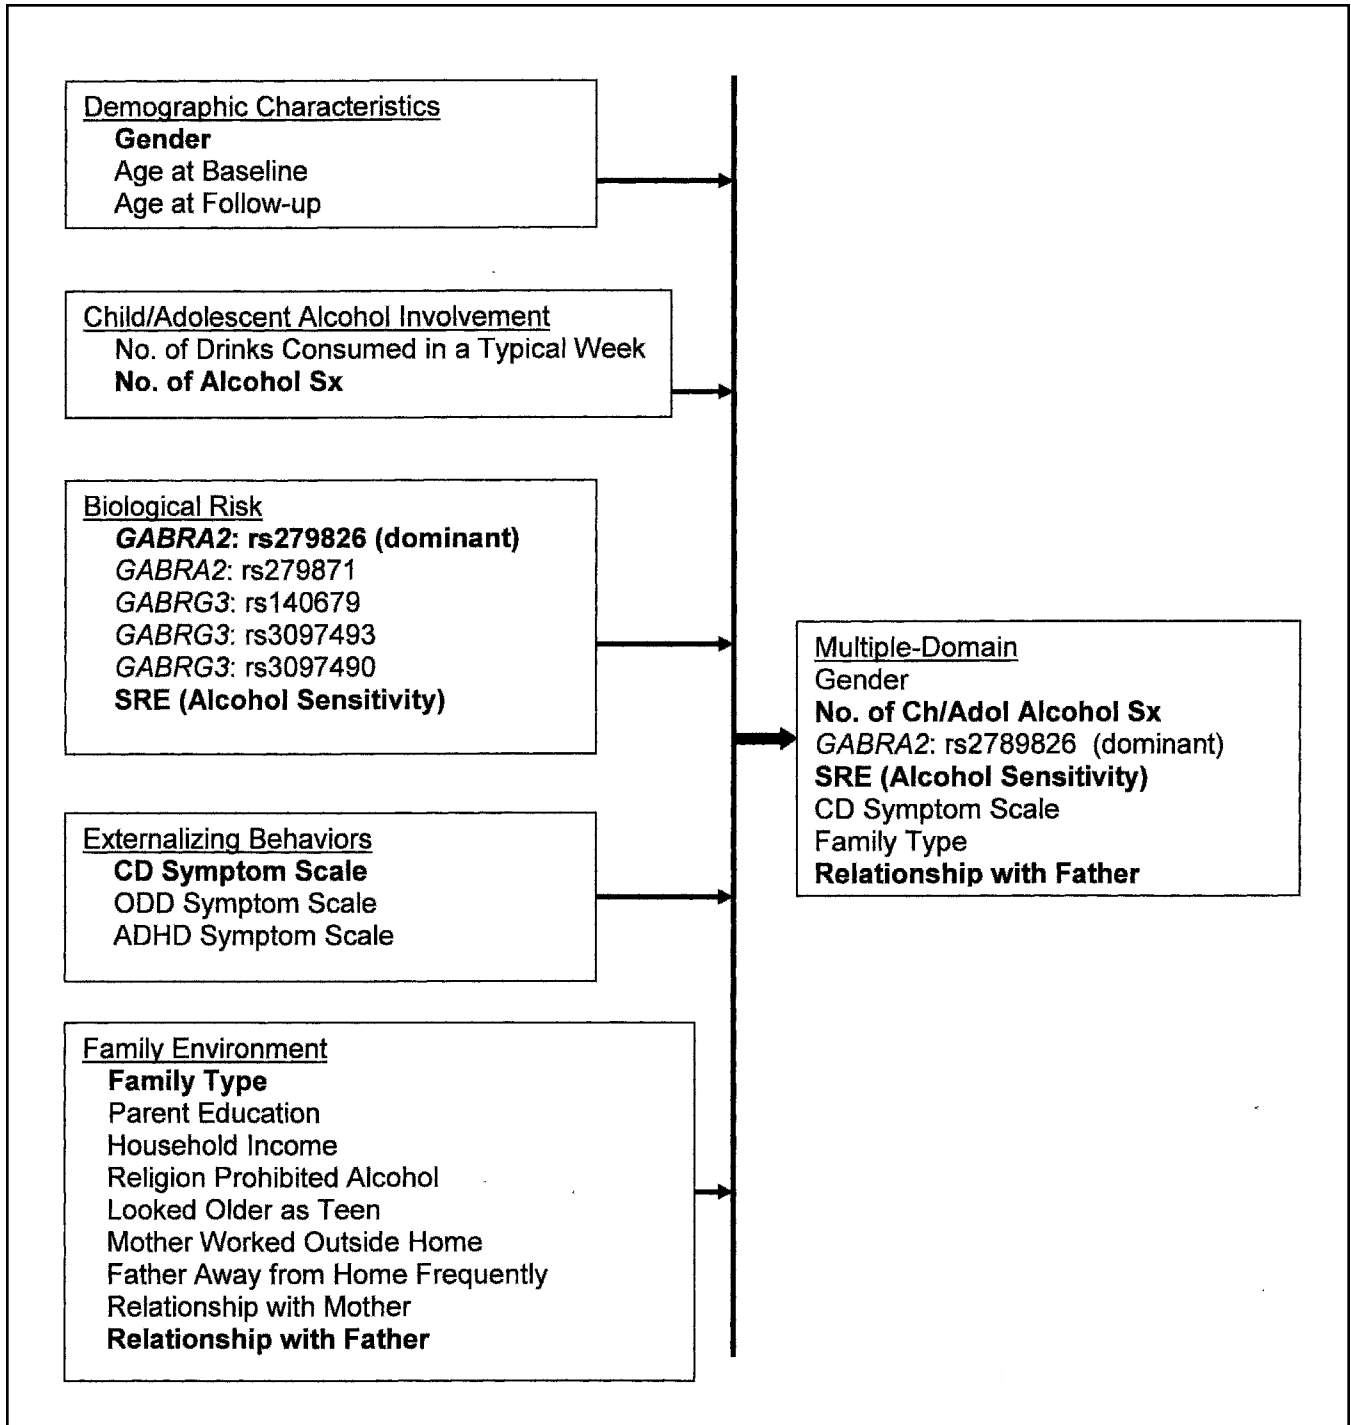 Demographic Characteristics
Gender
Age at Baseline
Age at Follow-up
Child/Adolescent Alcohol Involvement
No. of Drinks Consumed in a Typical Week
No. of Alcohol Sx
Biological Risk
GABRA2: rs279826 (dominant)
GABRA2: rs279871
GABRG3: rs140679
GABRG3: rs3097493
GABRG3: rs3097490
SRE (Alcohol Sensitivity)
Externalizing Behaviors
CD Symptom Scale
ODD Symptom Scale
ADHD Symptom Scale
Family Environment
Family Type
Parent Education
Household Income
Religion Prohibited Alcohol
Looked Older as Teen
Mother Worked Outside Home
Father Away from Home Frequently
Relationship with Mother
Relationship with Father
Multiple-Domain
Gender
No. of Ch/Adol Alcohol Sx
GABRA2: rs2789826 (dominant)
SRE (Alcohol Sensitivity)
CD Symptom Scale
Family Type
Relationship with Father